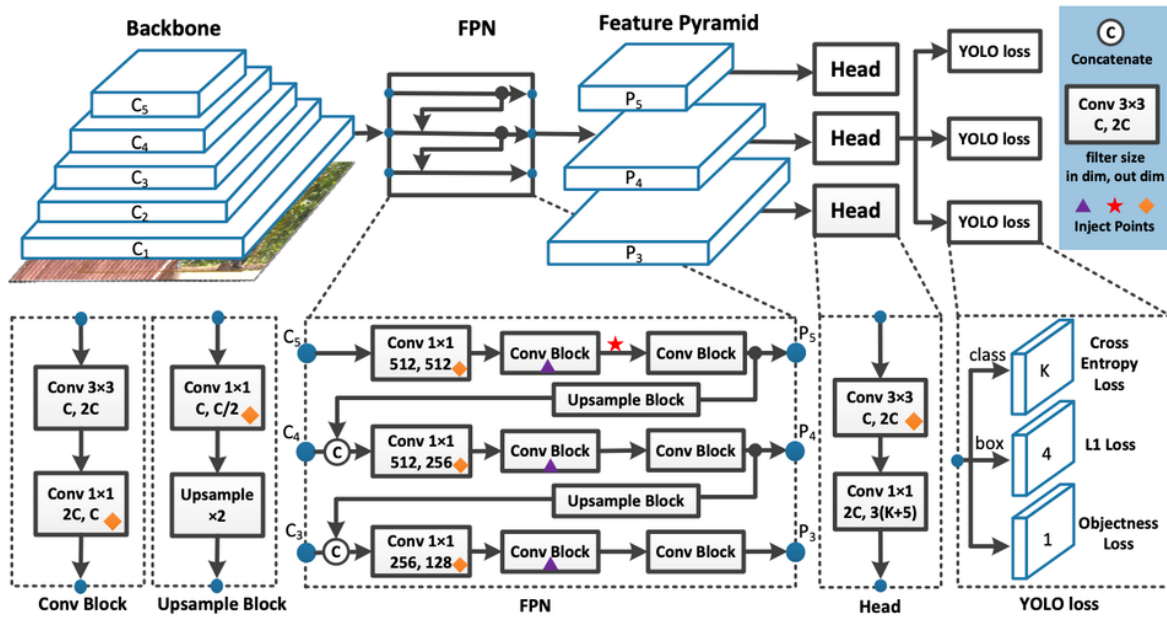 Backbone
FPN
Feature Pyramid
C5
C4
C3
C2
C1
P5
P4
P3
Head
Head
Head
YOLO loss
YOLO loss
YOLO loss
C
Concatenate
Conv 3×3
C, 2C
filter size
in dim, out dim
Inject Points
Conv 3×3
C, 2C
Conv 1×1
2C, C
Conv Block
Conv 1×1
C, C/2
Upsample
×2
Upsample Block
C5
Conv 1×1
512, 512
Conv Block
Conv Block
P5
Upsample Block
C4
C
Conv 1×1
512, 256
Conv Block
Conv Block
P4
Upsample Block
C3
C
Conv 1×1
256, 128
Conv Block
Conv Block
P3
FPN
Conv 3×3
C, 2C
Conv 1×1
2C, 3(K+5)
Head
class
K
Cross
Entropy
Loss
box
4
L1 Loss
1
Objectness
Loss
YOLO loss